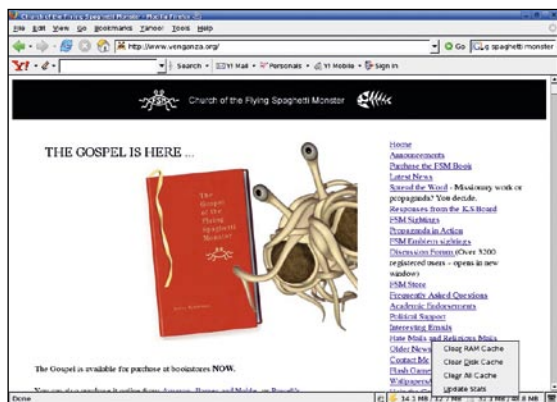 Church of the Flying Spaghetti Monster - Mozilla Firefox
File Edit View Go Bookmarks Yahoo! Tools Help
http://www.venganza.org/ Go spaghetti monster
Y! Search Y! Mail Personals Y! Mobile Sign In
Church of the Flying Spaghetti Monster
THE GOSPEL IS HERE ...
The
Gospel
of the
Flying
Spaghetti
Monster
Home
Announcements
Purchase the FSM Book
Latest News
Spread the Word - Missionary work or
propaganda? You decide.
Responses from the K.S Board
FSM Sightings
Propaganda in Action
FSM Emblem sightings
Discussion Forum (Over 3200
registered users - opens in new
window)
FSM Store
Frequently Asked Questions
Academic Endorsements
Political Support
Interesting Emails
Hate Mails and Religious Mails
Older News
Contact Me
Flash Game
Wallpapers
The Gospel is available for purchase at bookstores NOW.
Clear RAM Cache
Clear Disk Cache
Clear All Cache
Update Stats
Done